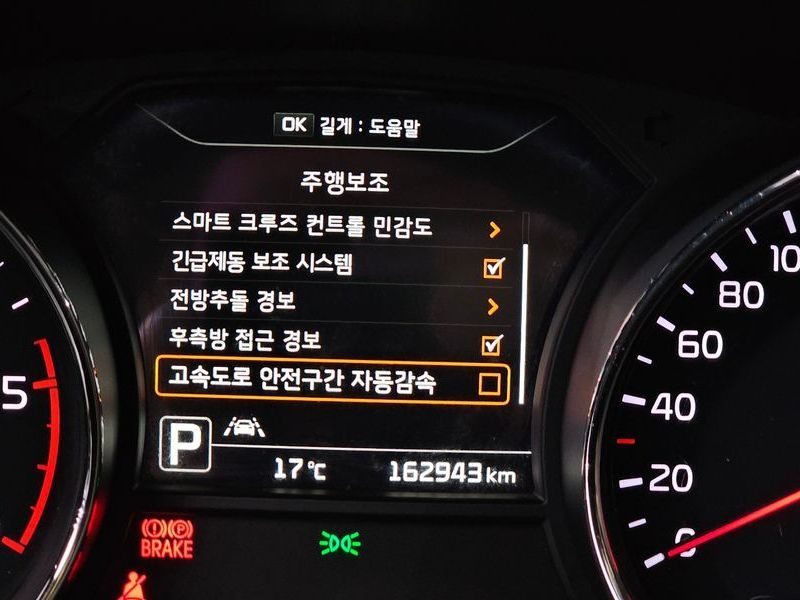 OK 길게 : 도움말
주행보조
스마트 크루즈 컨트롤 민감도
긴급제동 보조 시스템
전방추돌 경보
후측방 접근 경보
고속도로 안전구간 자동감속
P
17℃ 162943 km
(!) (P)
BRAKE
5
10
80
60
40
20
0